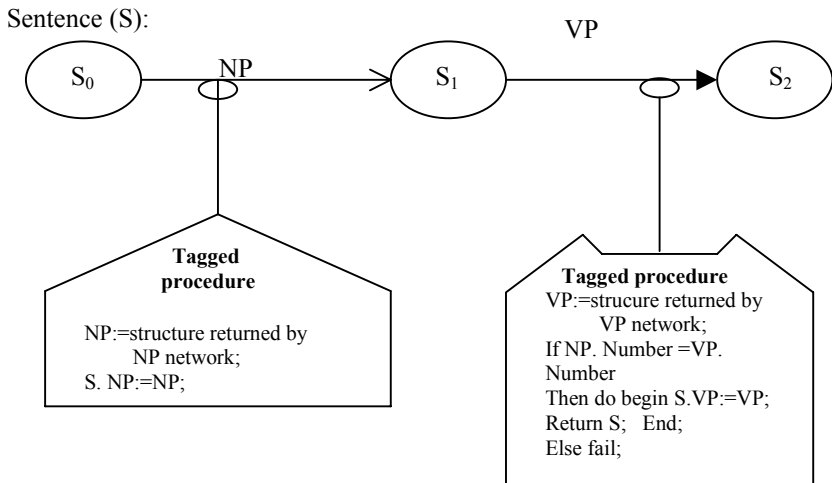 Sentence (S):
VP
NP
S0
S1
S2
Tagged
procedure
NP:=structure returned by
NP network;
S. NP:=NP;
Tagged procedure
VP:=strucure returned by
VP network;
If NP. Number =VP.
Number
Then do begin S.VP:=VP;
Return S; End;
Else fail;